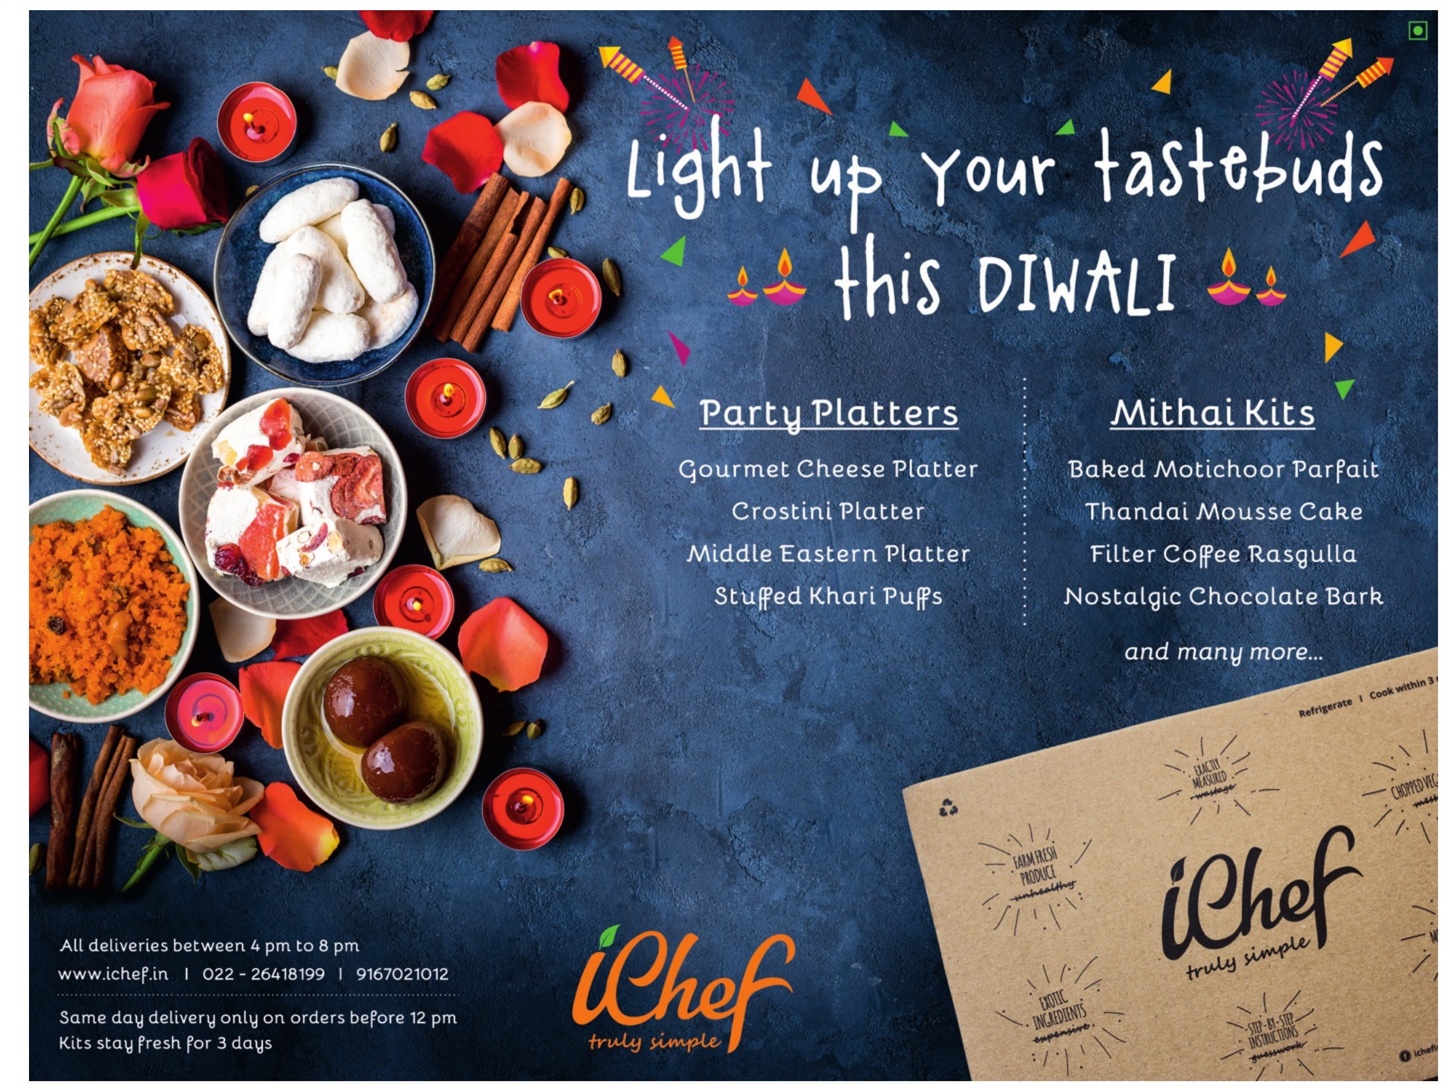 Light up your tastebuds
this DIWALI
Party Platters
Gourmet Cheese Platter
Crostini Platter
Middle Eastern Platter
Stuffed Khari Puffs
Mithai Kits
Baked Motichoor Parfait
Thandai Mousse Cake
Filter Coffee Rasgulla
Nostalgic Chocolate Bark
and many more...
Refrigerate | Cook within 3
EXACTLY
MEASURED
wastage
CHOPPED
FARM FRESH
PRODUCE
unhealthy
iChef
truly simple
EXOTIC
INGREDIENTS
expensive
STEP-BY-STEP
INSTRUCTIONS
guesswork
All deliveries between 4 pm to 8 pm
www.ichef.in | 022 - 26418199 | 9167021012
Same day delivery only on orders before 12 pm
Kits stay fresh for 3 days
iChef
truly simple